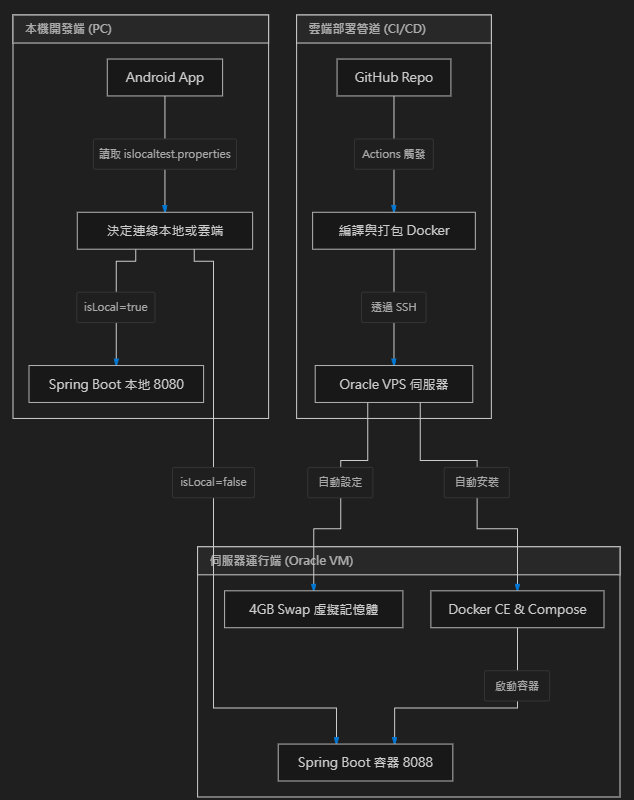 本機開發端 (PC)
Android App
讀取 islocaltest.properties
決定連線本地或雲端
isLocal=true
Spring Boot 本地 8080
isLocal=false
雲端部署管道 (CI/CD)
GitHub Repo
Actions 觸發
編譯與打包 Docker
透過 SSH
Oracle VPS 伺服器
自動設定
自動安裝
伺服器運行端 (Oracle VM)
4GB Swap 虛擬記憶體
Docker CE & Compose
啟動容器
Spring Boot 容器 8088